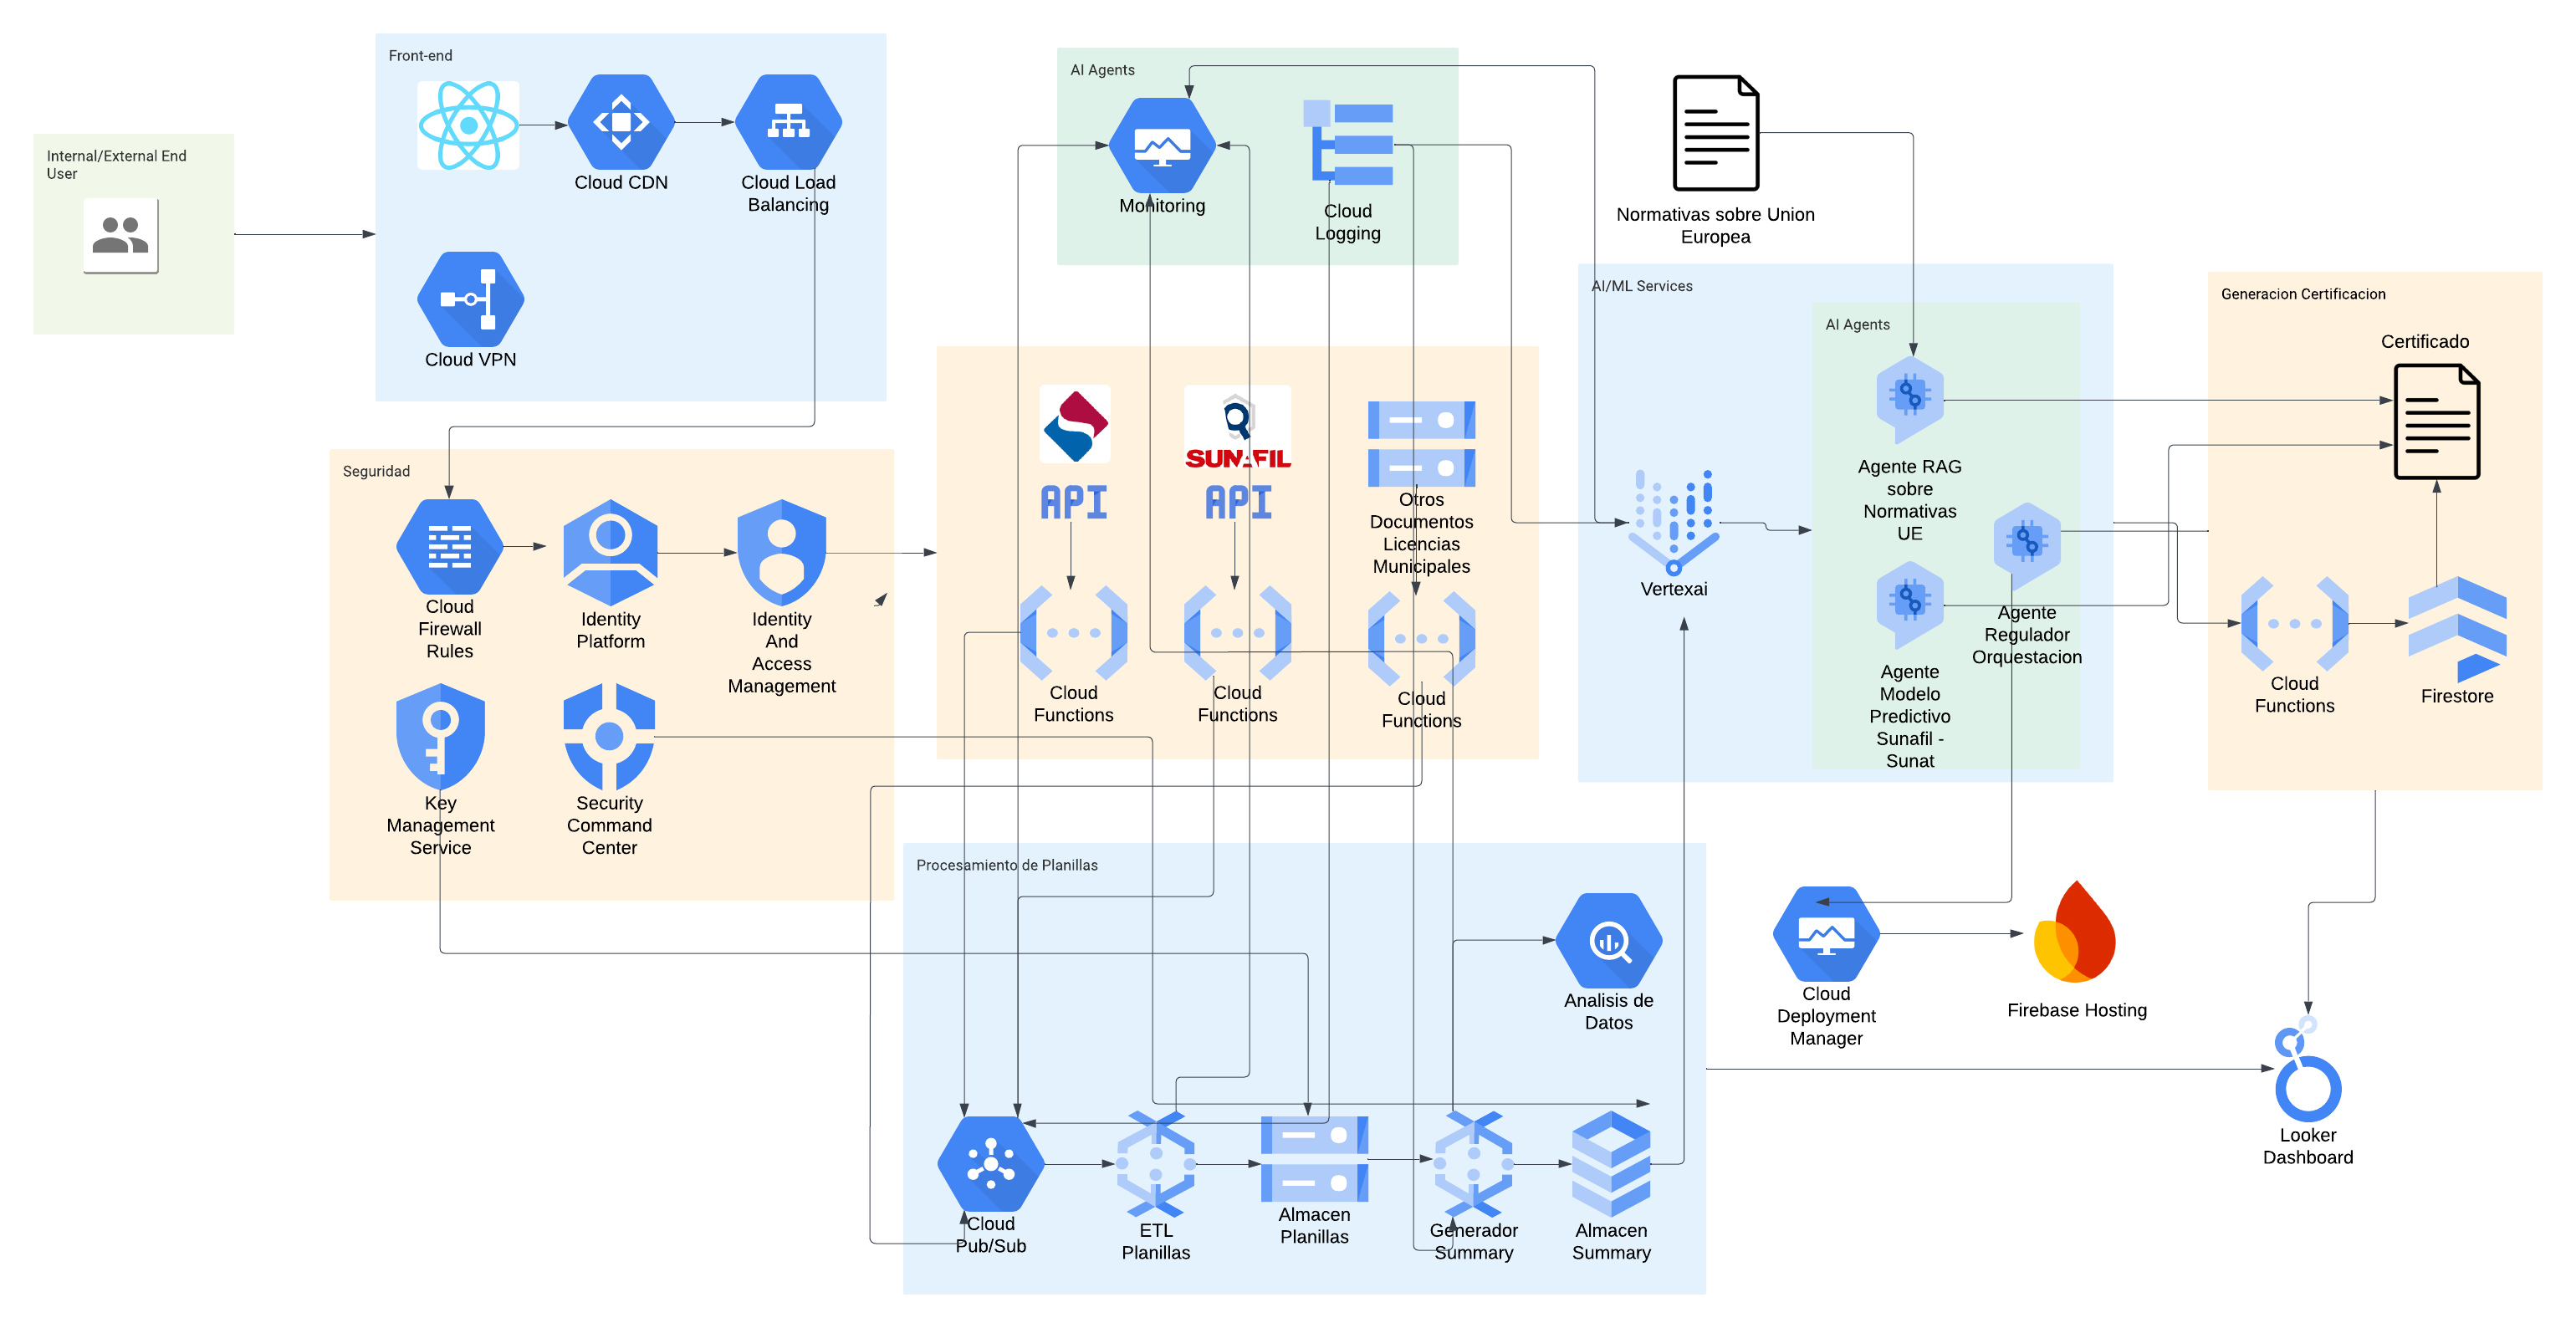 Front-end
Cloud CDN
Cloud Load
Balancing
Cloud VPN
Internal/External End
User
AI Agents
Monitoring
Cloud
Logging
Normativas sobre Union
Europea
Seguridad
Cloud
Firewall
Rules
Identity
Platform
Identity
And
Access
Management
Key
Management
Service
Security
Command
Center
SUNAFIL
API
API
Otros
Documentos
Licencias
Municipales
Cloud
Functions
Cloud
Functions
Cloud
Functions
AI/ML Services
Vertexai
AI Agents
Agente RAG
sobre
Normativas
UE
Agente
Regulador
Orquestacion
Agente
Modelo
Predictivo
Sunafil -
Sunat
Generacion Certificacion
Certificado
Cloud
Functions
Firestore
Procesamiento de Planillas
Analisis de
Datos
Cloud
Pub/Sub
ETL
Planillas
Almacen
Planillas
Generador
Summary
Almacen
Summary
Cloud
Deployment
Manager
Firebase Hosting
Looker
Dashboard